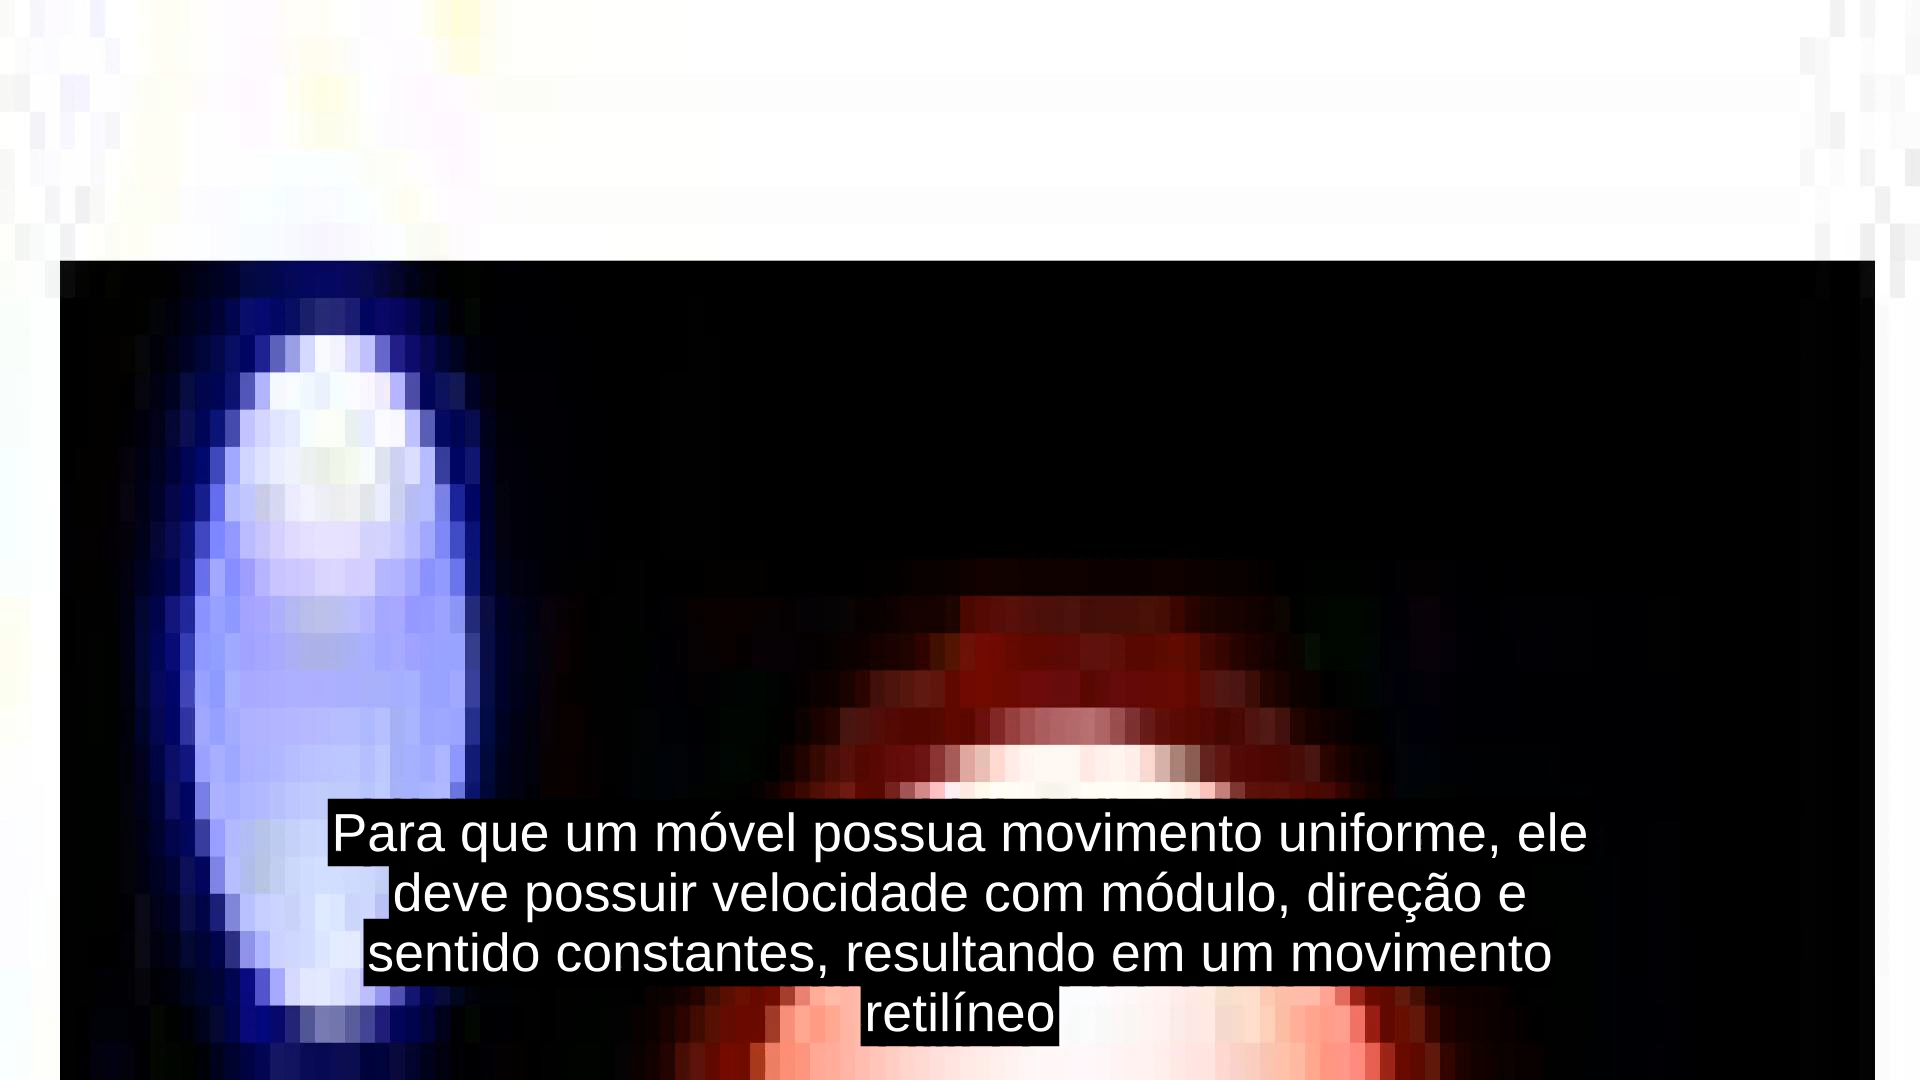 Para que um móvel possua movimento uniforme, ele
deve possuir velocidade com módulo, direção e
sentido constantes, resultando em um movimento
retilíneo